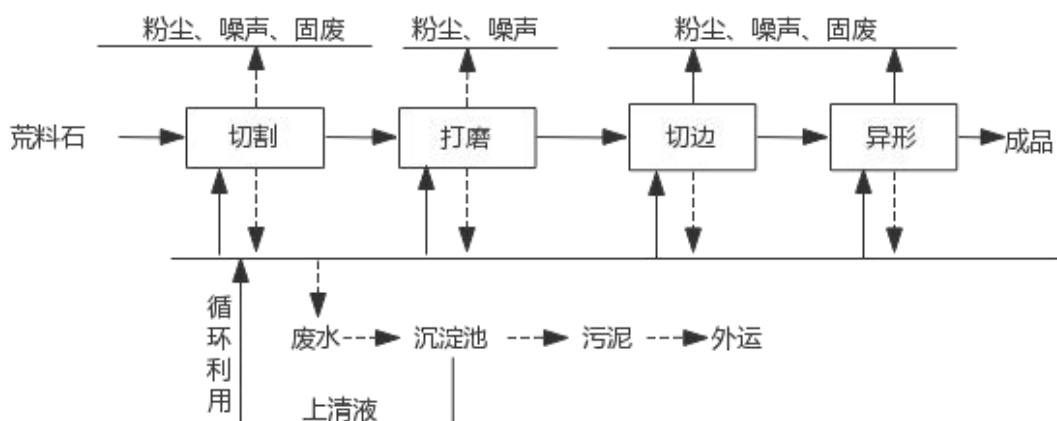 粉尘、噪声、固废
粉尘、噪声
粉尘、噪声、固废
荒料石
切割
打磨
切边
异形
成品
循环利用
废水
沉淀池
污泥
外运
上清液